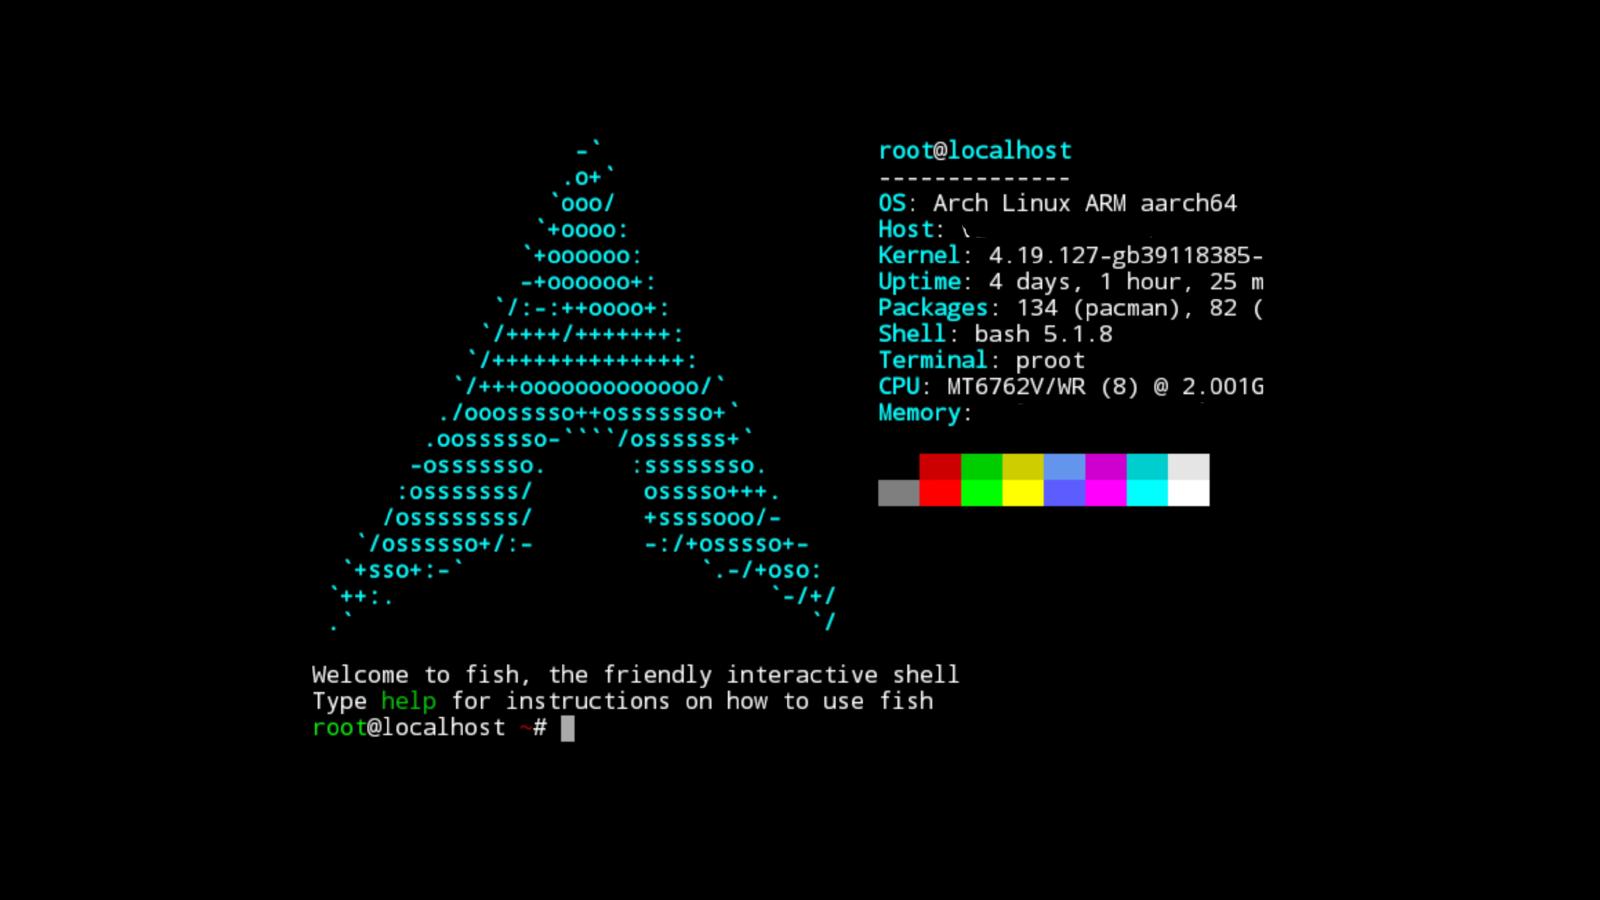 -`
.o+`
`ooo/
`+oooo:
`+oooooo:
-+oooooo+:
`/:-:++oooo+:
`/++++/+++++++:
`/++++++++++++++:
`/+++ooooooooooooo/`
./ooosssso++osssssso+`
.oossssso-````/ossssss+`
-osssssso.      :ssssssso.
:osssssss/        osssso+++.
/ossssssss/        +ssssooo/-
`/ossssso+/:-        -:/+osssso+-
`+sso+:-`                 `.-/+oso:
`++:.                           `-/+/
.`                                 `/
root@localhost
--------------
OS: Arch Linux ARM aarch64
Host:
Kernel: 4.19.127-gb39118385-
Uptime: 4 days, 1 hour, 25 m
Packages: 134 (pacman), 82 (
Shell: bash 5.1.8
Terminal: proot
CPU: MT6762V/WR (8) @ 2.001G
Memory:
Welcome to fish, the friendly interactive shell
Type help for instructions on how to use fish
root@localhost ~#